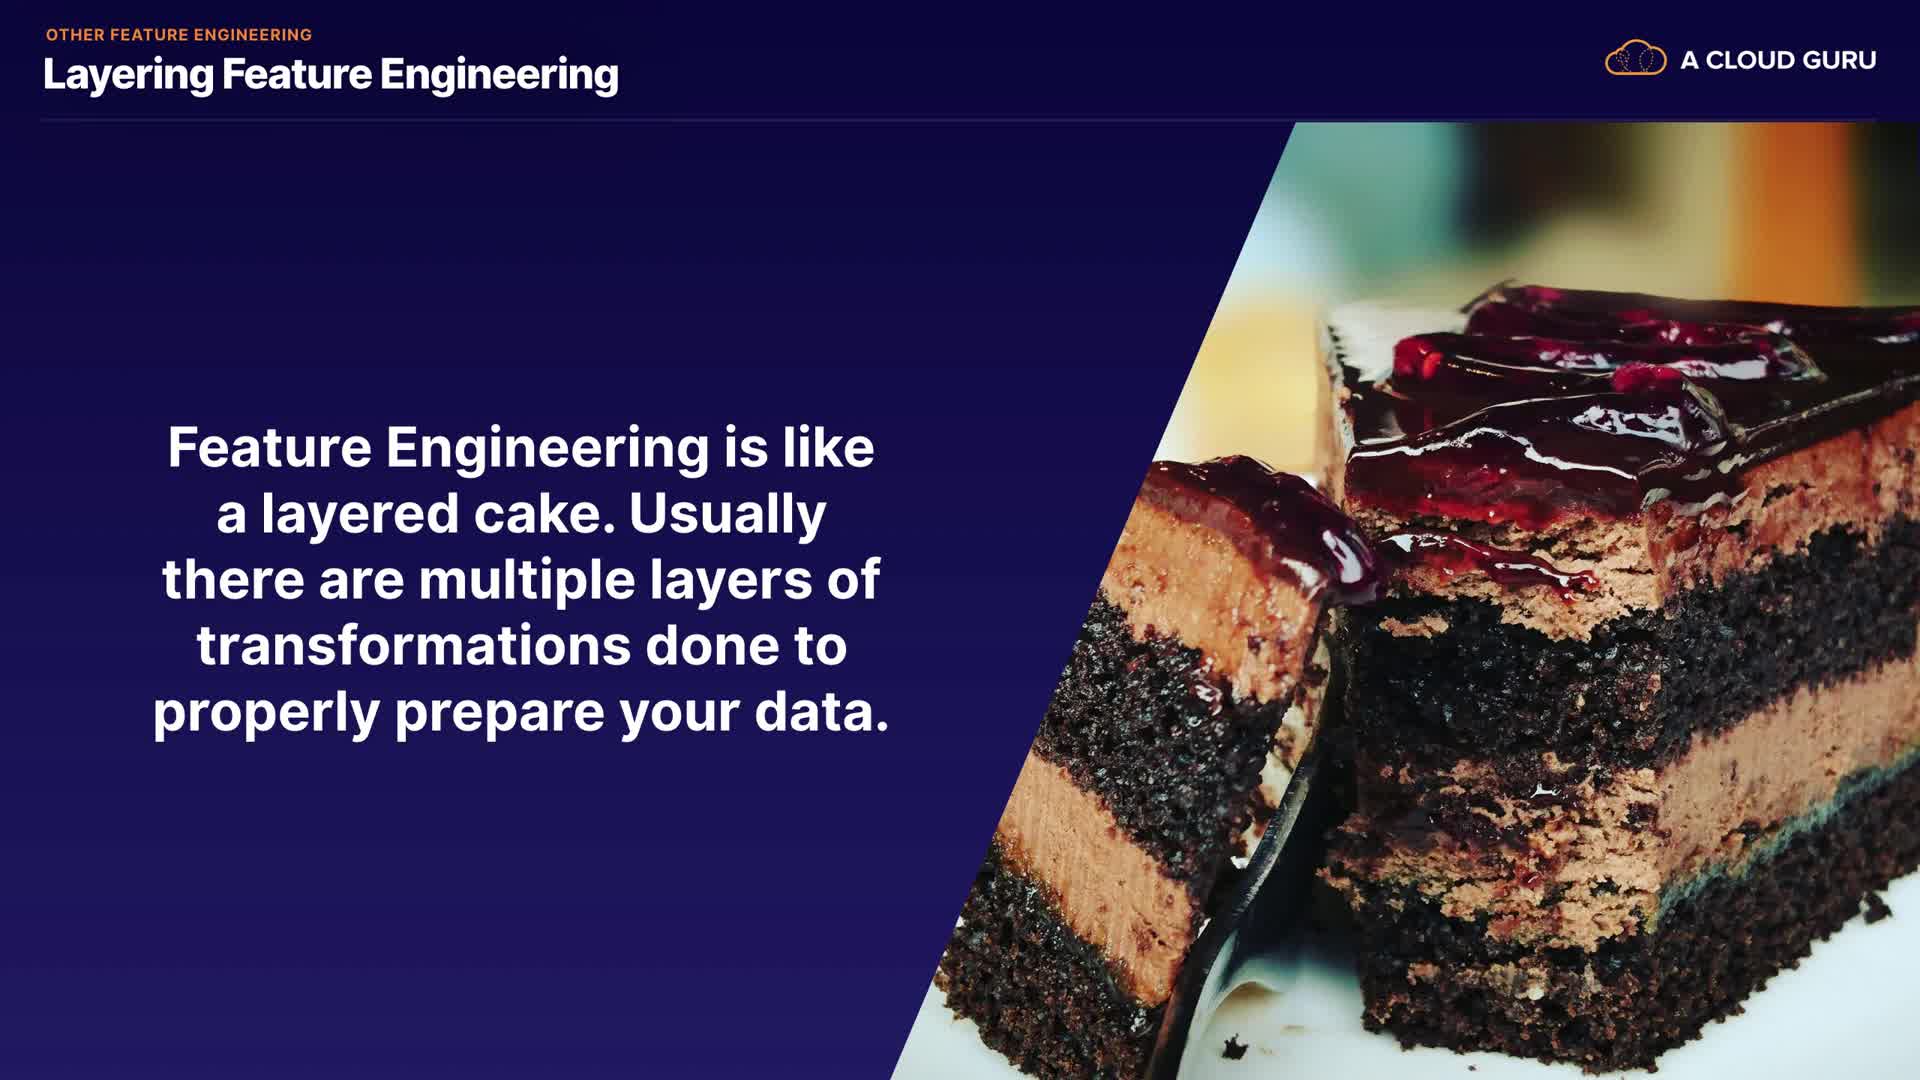 OTHER FEATURE ENGINEERING
Layering Feature Engineering
A CLOUD GURU
Feature Engineering is like
a layered cake. Usually
there are multiple layers of
transformations done to
properly prepare your data.